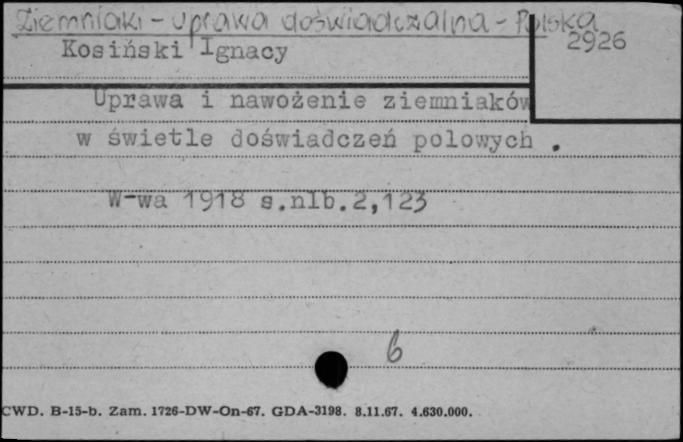 Ziemniaki - uprawa doświadczalna - Polska
Kosiński Ignacy
2926
Uprawa i nawożenie ziemniaków
w świetle doświadczeń polowych .
W-wa 1918 s.nlb.2,123
6
CWD. B-15-b. Zam. 1726-DW-On-67. GDA-3198. 8.11.67. 4.630.000.